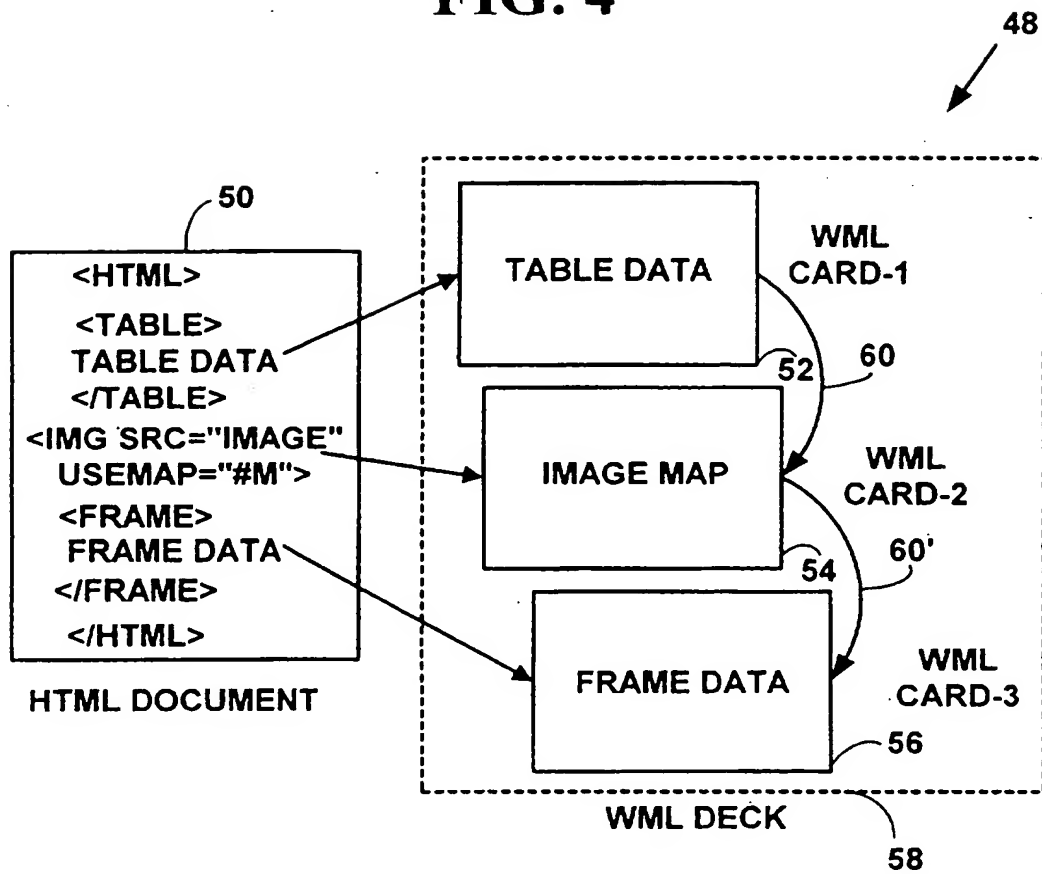 FIG. 4
48
50
<HTML>
<TABLE>
TABLE DATA
</TABLE>
<IMG SRC="IMAGE"
USEMAP="#M">
<FRAME>
FRAME DATA
</FRAME>
</HTML>
HTML DOCUMENT
TABLE DATA
WML
CARD-1
52
60
IMAGE MAP
WML
CARD-2
54
60'
FRAME DATA
WML
CARD-3
56
WML DECK
58